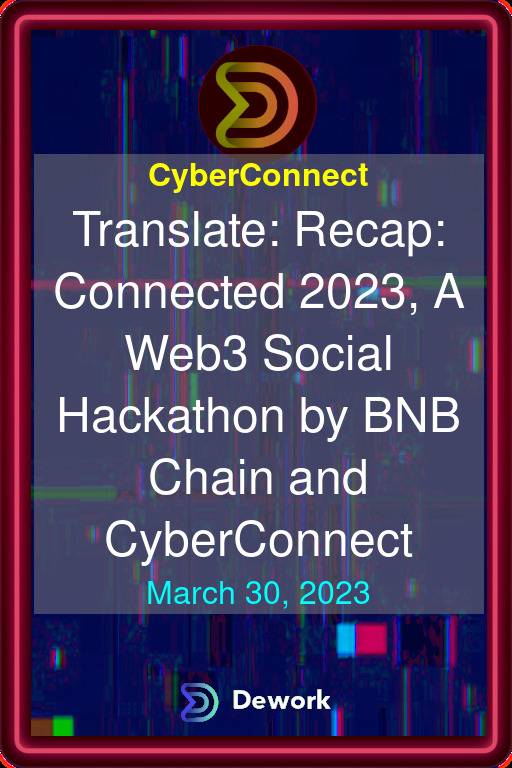 CyberConnect
Translate: Recap:
Connected 2023, A
Web3 Social
Hackathon by BNB
Chain and
CyberConnect
March 30, 2023
Dework